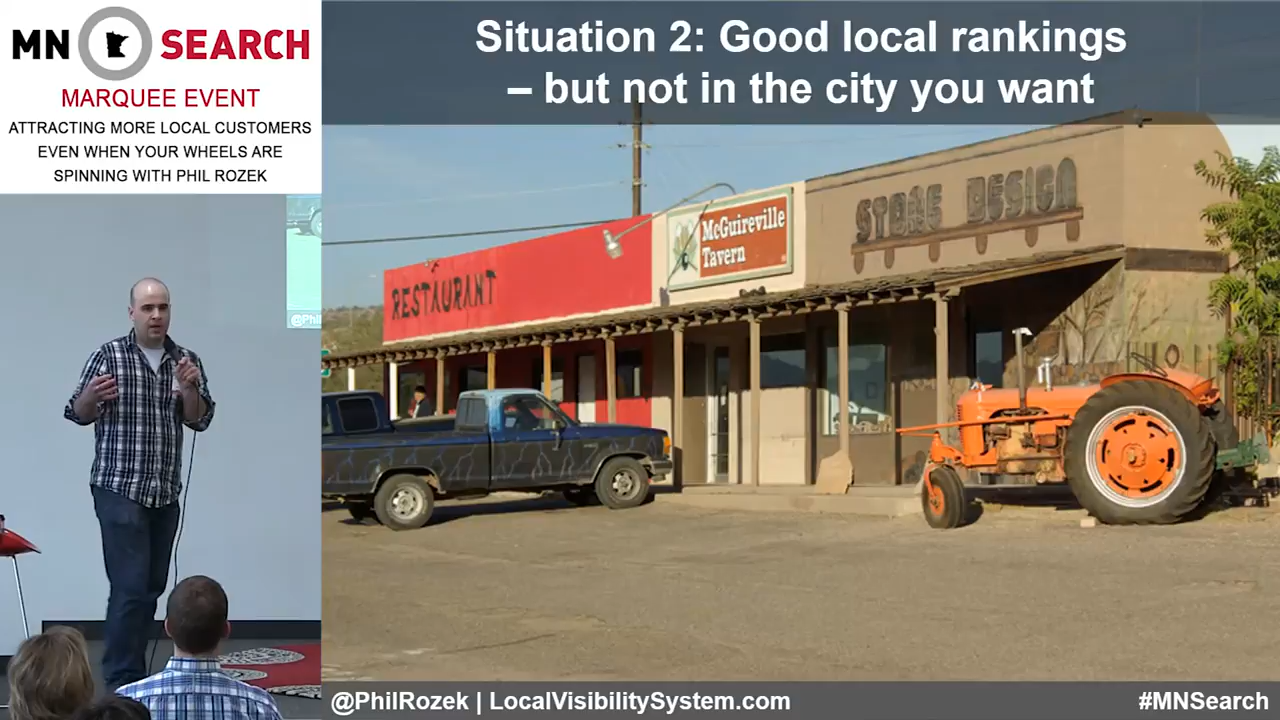 MN SEARCH
MARQUEE EVENT
ATTRACTING MORE LOCAL CUSTOMERS
EVEN WHEN YOUR WHEELS ARE
SPINNING WITH PHIL ROZEK
Situation 2: Good local rankings
– but not in the city you want
RESTAURANT
McGuireville
Tavern
STONE DESIGN
@Phil
@PhilRozek | LocalVisibilitySystem.com
#MNSearch